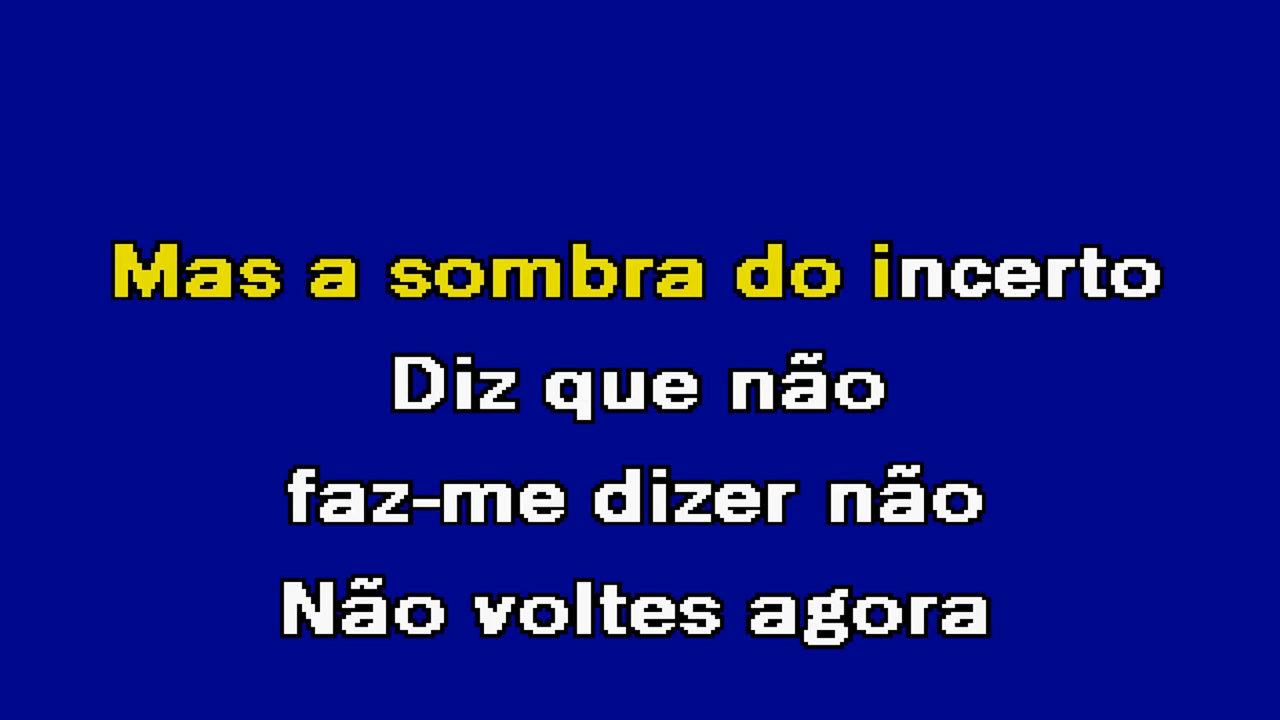 Mas a sombra do incerto
Diz que não
faz-me dizer não
Não voltes agora